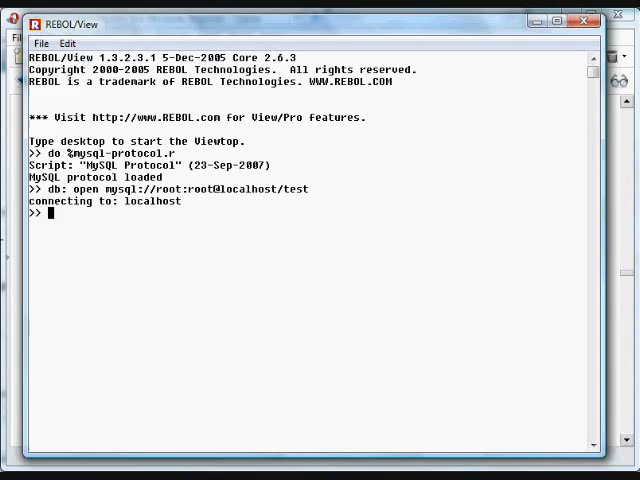 REBOL/View
File Edit
REBOL/View 1.3.2.3.1 5-Dec-2005 Core 2.6.3
Copyright 2000-2005 REBOL Technologies. All rights reserved.
REBOL is a trademark of REBOL Technologies. WWW.REBOL.COM
*** Visit http://www.REBOL.com for View/Pro features.
Type desktop to start the Viewtop.
>> do %mysql-protocol.r
Script: "MySQL Protocol" (23-Sep-2007)
MySQL protocol loaded
>> db: open mysql://root:root@localhost/test
connecting to: localhost
>>